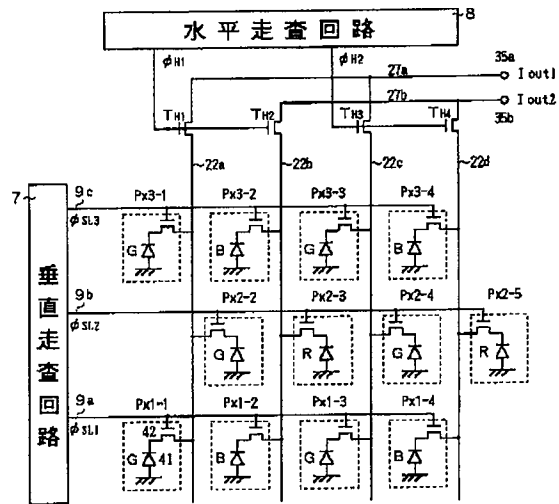 水平走査回路
8
φH1
φH2
27a
35a
Iout1
27b
Iout2
35b
TH1
TH2
TH3
TH4
22a
22b
22c
22d
7
垂直走査回路
9c
φSL3
Px3-1
Px3-2
Px3-3
Px3-4
G
B
G
B
9b
φSL2
Px2-2
Px2-3
Px2-4
Px2-5
G
R
G
R
9a
φSL1
Px1-1
Px1-2
Px1-3
Px1-4
42
G
41
B
G
B